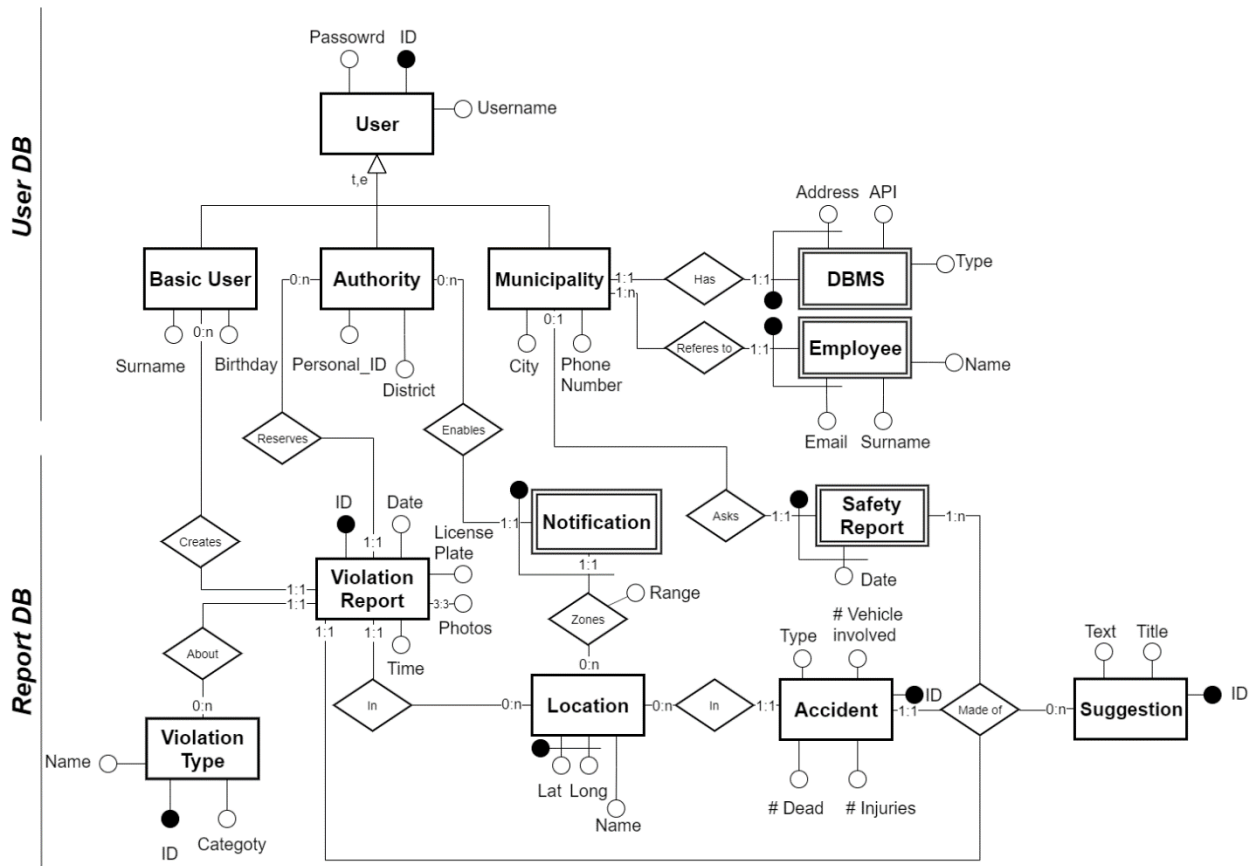 User DB
Passowrd
ID
User
Username
t,e
Basic User
0:n
Surname
Birthday
Authority
0:n
0:n
Personal_ID
District
Municipality
1:1
1:n
0:1
City
Phone
Number
Has
1:1
Address
API
DBMS
Type
Referes to
1:1
Employee
Name
Email
Surname
Reserves
Enables
Report DB
Creates
1:1
ID
Date
1:1
License
Plate
Violation
Report
3:3
Photos
Time
1:1
1:1
1:1
1:1
Notification
1:1
Asks
1:1
Safety
Report
1:n
Date
About
0:n
Violation
Type
Name
ID
Categoty
Zones
Range
0:n
In
0:n
Location
0:n
Lat
Long
Name
In
1:1
Type
# Vehicle
involved
Accident
ID
1:1
# Dead
# Injuries
Made of
0:n
Text
Title
Suggestion
ID